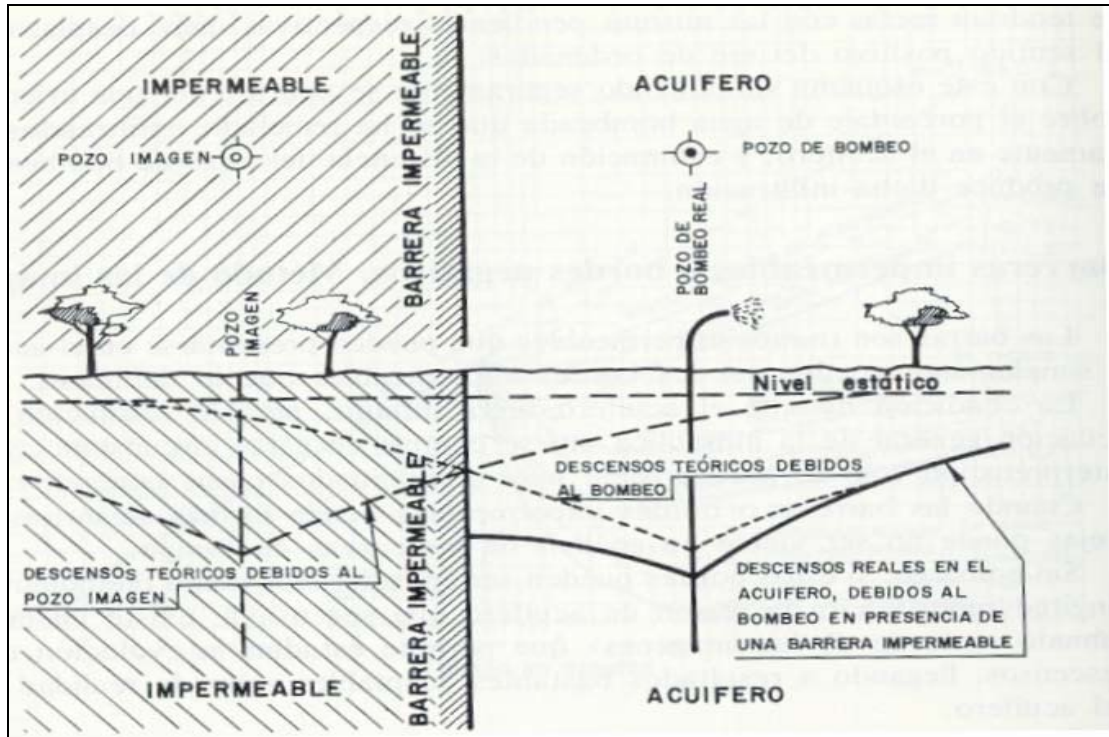 IMPERMEABLE
ACUIFERO
POZO IMAGEN
POZO DE BOMBEO
BARRERA IMPERMEABLE
POZO DE
BOMBEO REAL
POZO
IMAGEN
Nivel estático
DESCENSOS TEÓRICOS DEBIDOS
AL BOMBEO
DESCENSOS TEÓRICOS DEBIDOS AL
POZO IMAGEN
BARRERA IMPERMEABLE
DESCENSOS REALES EN EL
ACUIFERO, DEBIDOS AL
BOMBEO EN PRESENCIA DE
UNA BARRERA IMPERMEABLE
IMPERMEABLE
ACUIFERO